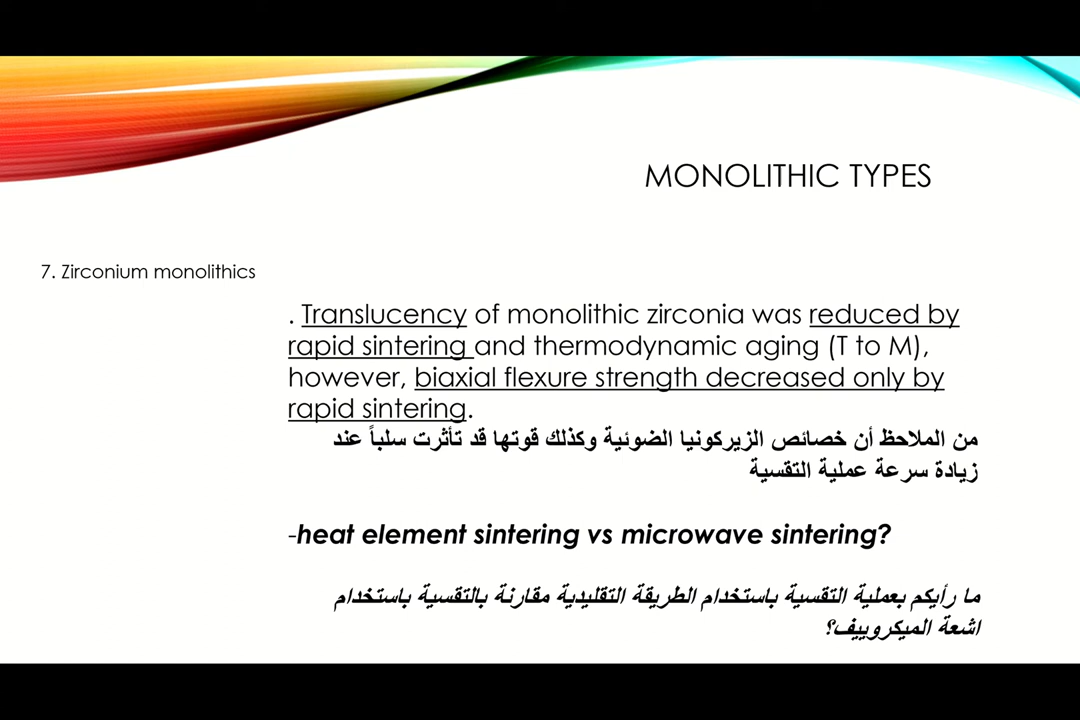 MONOLITHIC TYPES
7. Zirconium monolithics
. Translucency of monolithic zirconia was reduced by
rapid sintering and thermodynamic aging (T to M),
however, biaxial flexure strength decreased only by
rapid sintering.
من الملاحظ أن خصائص الزيركونيا الضوئية وكذلك قوتها قد تأثرت سلباً عند
زيادة سرعة عملية التقسية
-heat element sintering vs microwave sintering?
ما رأيكم بعملية التقسية باستخدام الطريقة التقليدية مقارنة بالتقسية باستخدام
اشعة الميكروييف؟